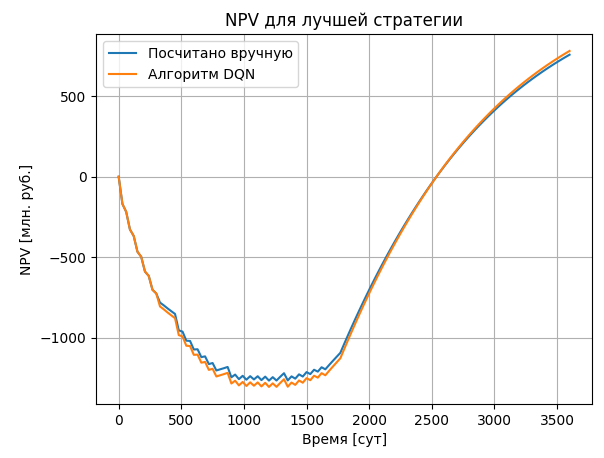 NPV для лучшей стратегии
Посчитано вручную
Алгоритм DQN
NPV [млн. руб.]
500
0
−500
−1000
0 500 1000 1500 2000 2500 3000 3500
Время [сут]